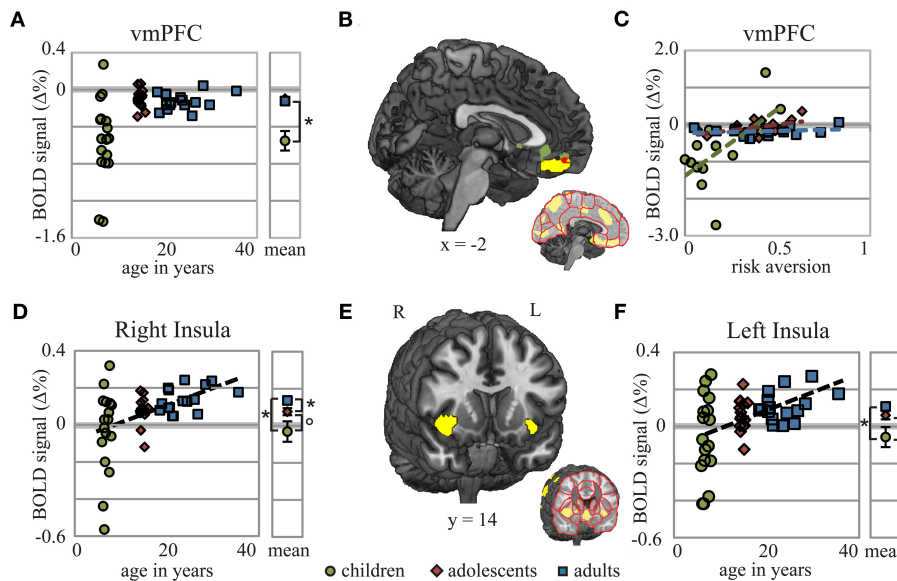 A
vmPFC
BOLD signal (Δ%)
0.4
0
-1.6
0
20
40
age in years
mean
*
B
x = -2
C
vmPFC
BOLD signal (Δ%)
2.0
0
-3.0
0
0.5
1
risk aversion
D
Right Insula
BOLD signal (Δ%)
0.4
0
-0.6
0
20
40
age in years
mean
*
*
°
E
R
L
y = 14
F
Left Insula
BOLD signal (Δ%)
0.4
0
-0.6
0
20
40
age in years
mean
*
children adolescents adults